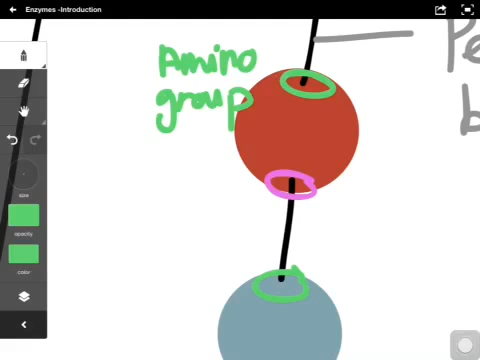 Enzymes -Introduction
Amino
group
size
opacity
color